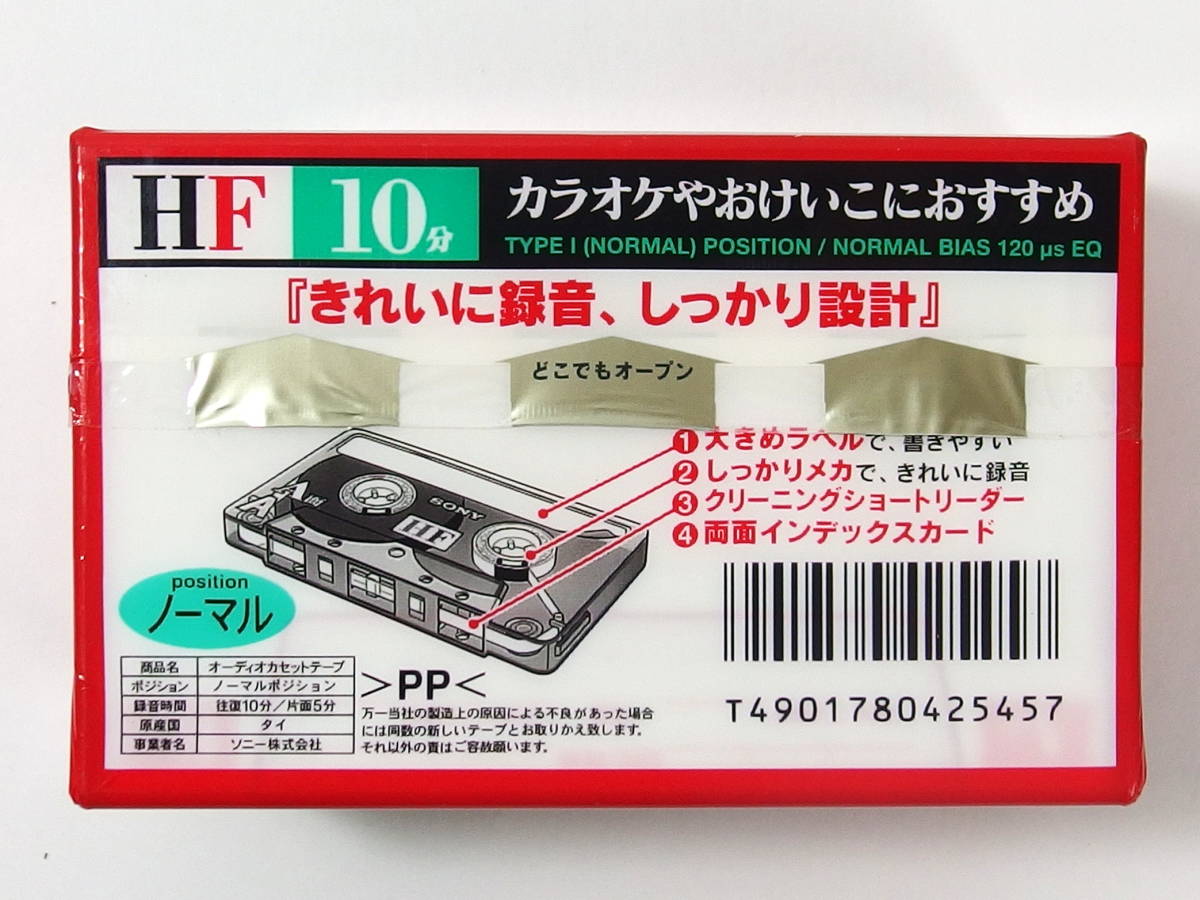 HF 10分 カラオケやおけいこにおすすめ
TYPE I (NORMAL) POSITION / NORMAL BIAS 120 µs EQ
『きれいに録音、しっかり設計』
どこでもオープン
❶大きめラベルで、書きやすい
❷しっかりメカで、きれいに録音
❸クリーニングショートリーダー
❹両面インデックスカード
A
SONY
HF
position
ノーマル
商品名 オーディオカセットテープ
ポジション ノーマルポジション
録音時間 往復10分/片面5分
原産国 タイ
事業者名 ソニー株式会社
>PP<
万一当社の製造上の原因による不良があった場合
には同数の新しいテープとお取りかえ致します。
それ以外の責はご容赦願います。
T4901780425457